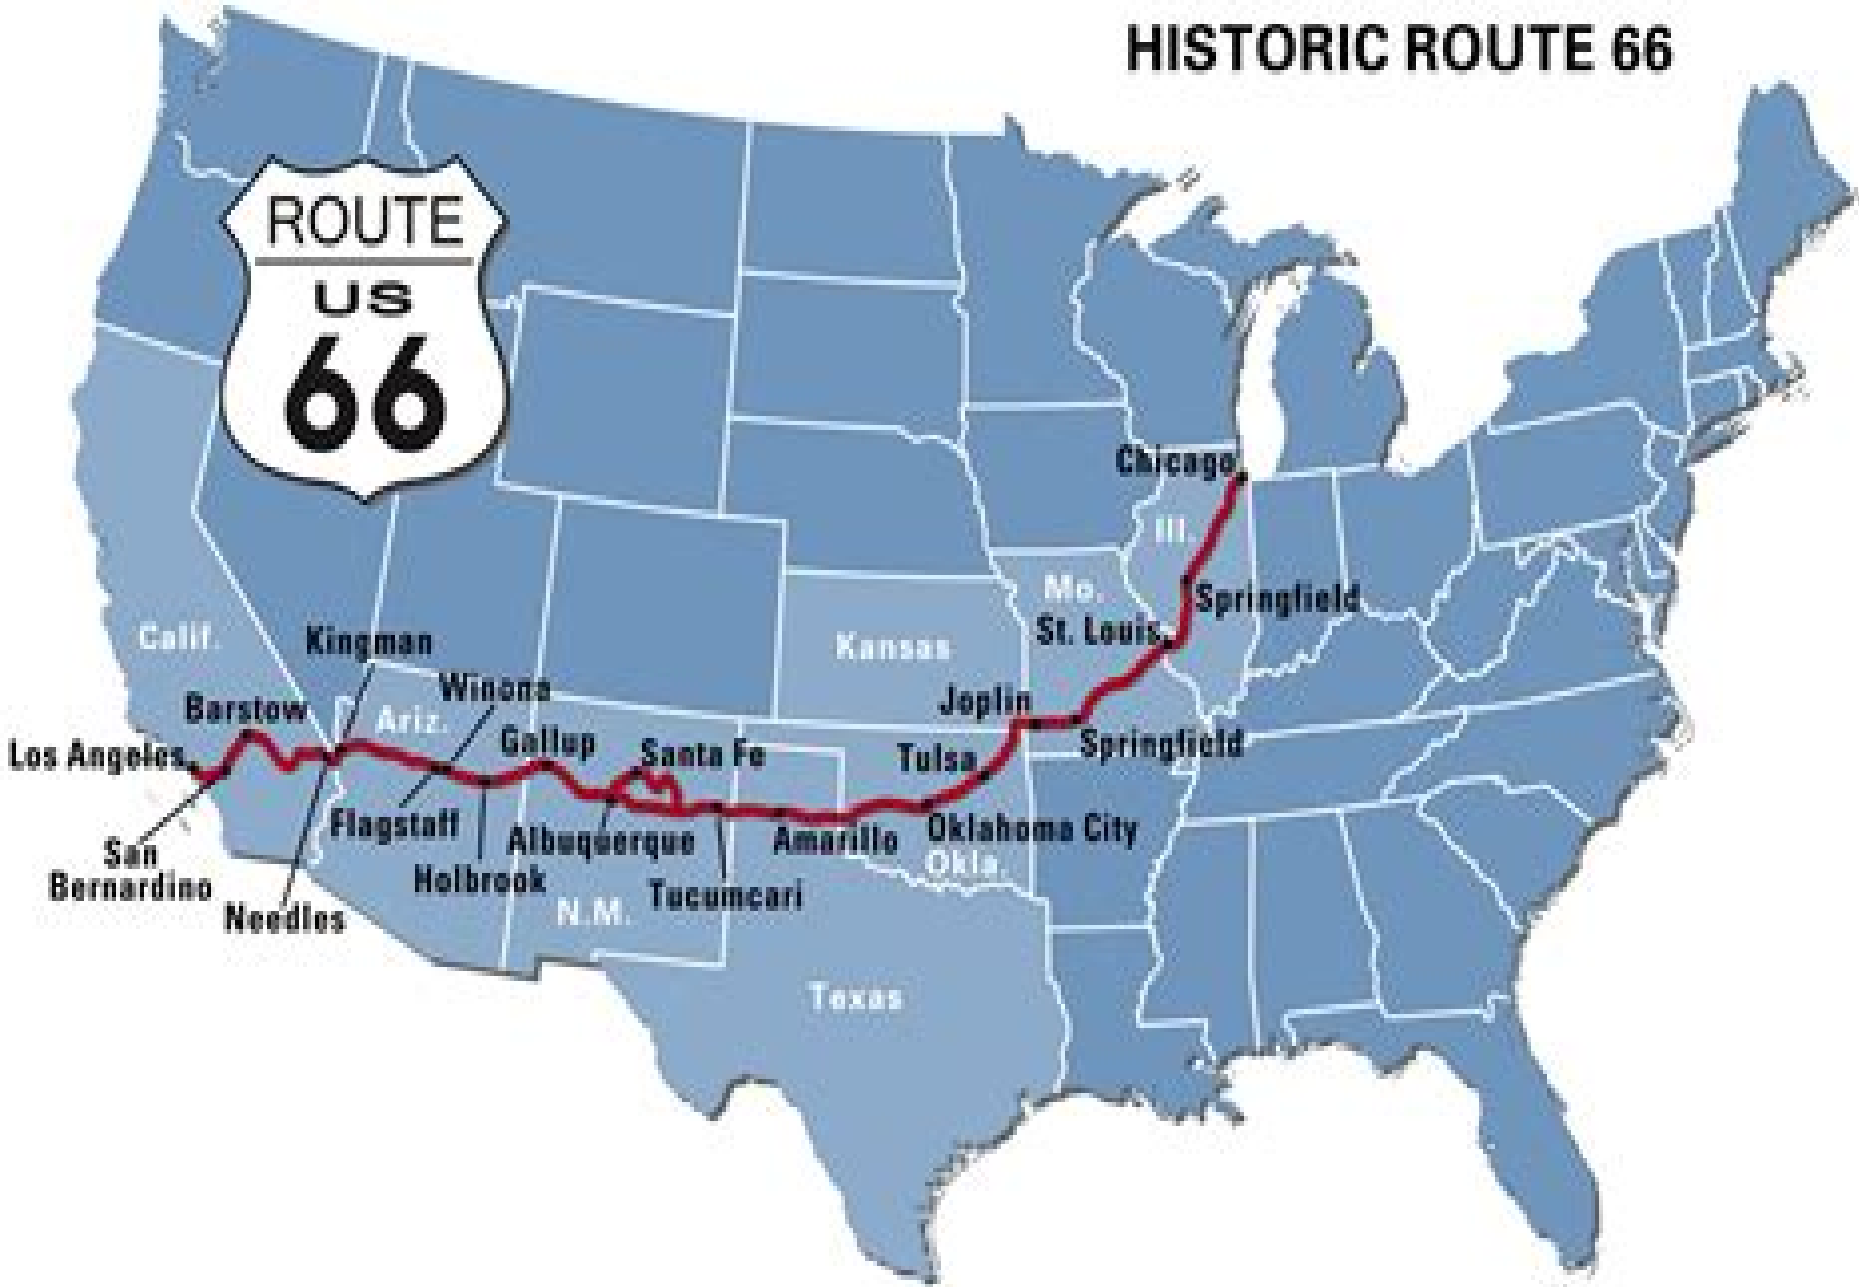 HISTORIC ROUTE 66
ROUTE
US
66
Chicago
Ill.
Mo.
Springfield
St. Louis
Calif.
Kingman
Kansas
Winona
Joplin
Barstow
Ariz.
Gallup
Santa Fe
Tulsa
Springfield
Los Angeles
Flagstaff
Albuquerque
Amarillo
Oklahoma City
San
Bernardino
Okla.
Holbrook
Tucumcari
Needles
N.M.
Texas